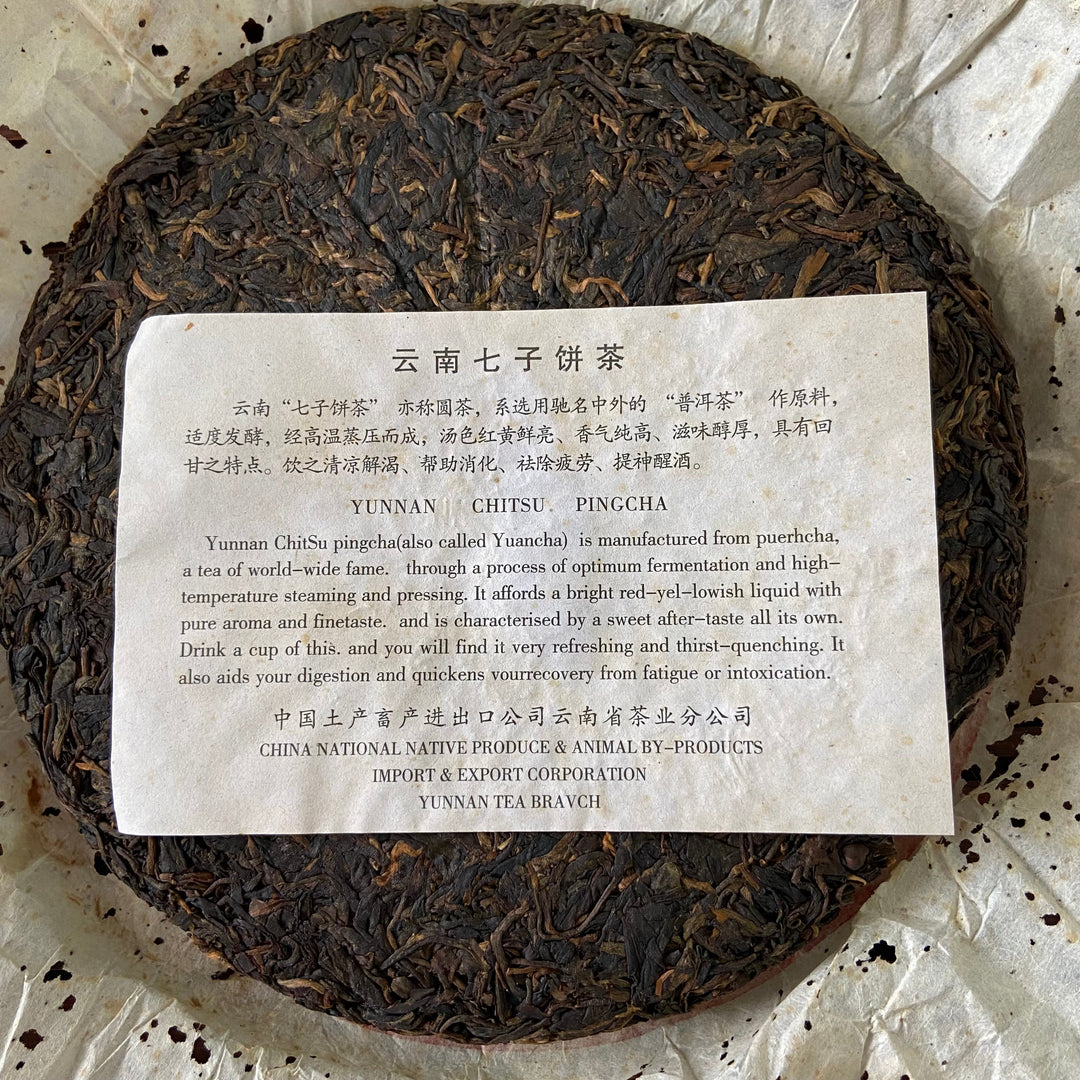 云南七子饼茶
云南“七子饼茶” 亦称圆茶，系选用驰名中外的 “普洱茶” 作原料，
适度发酵，经高温蒸压而成，汤色红黄鲜亮、香气纯高、滋味醇厚，具有回
甘之特点。饮之清凉解渴、帮助消化、祛除疲劳、提神醒酒。
YUNNAN CHITSU PINGCHA
Yunnan ChitSu pingcha(also called Yuancha) is manufactured from puerhcha,
a tea of world-wide fame. through a process of optimum fermentation and high-
temperature steaming and pressing. It affords a bright red-yel-lowish liquid with
pure aroma and finetaste. and is characterised by a sweet after-taste all its own.
Drink a cup of this. and you will find it very refreshing and thirst-quenching. It
also aids your digestion and quickens vourrecovery from fatigue or intoxication.
中国土产畜产进出口公司云南省茶业分公司
CHINA NATIONAL NATIVE PRODUCE & ANIMAL BY-PRODUCTS
IMPORT & EXPORT CORPORATION
YUNNAN TEA BRAVCH